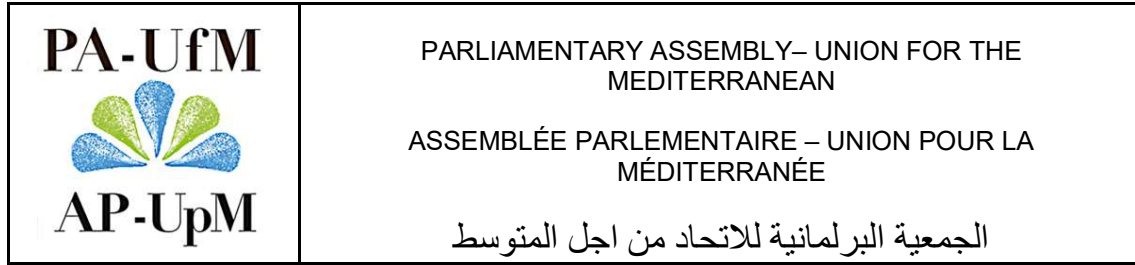 PA-UfM
AP-UpM
PARLIAMENTARY ASSEMBLY– UNION FOR THE
MEDITERRANEAN
ASSEMBLÉE PARLEMENTAIRE – UNION POUR LA
MÉDITERRANÉE
الجمعية البرلمانية للاتحاد من اجل المتوسط